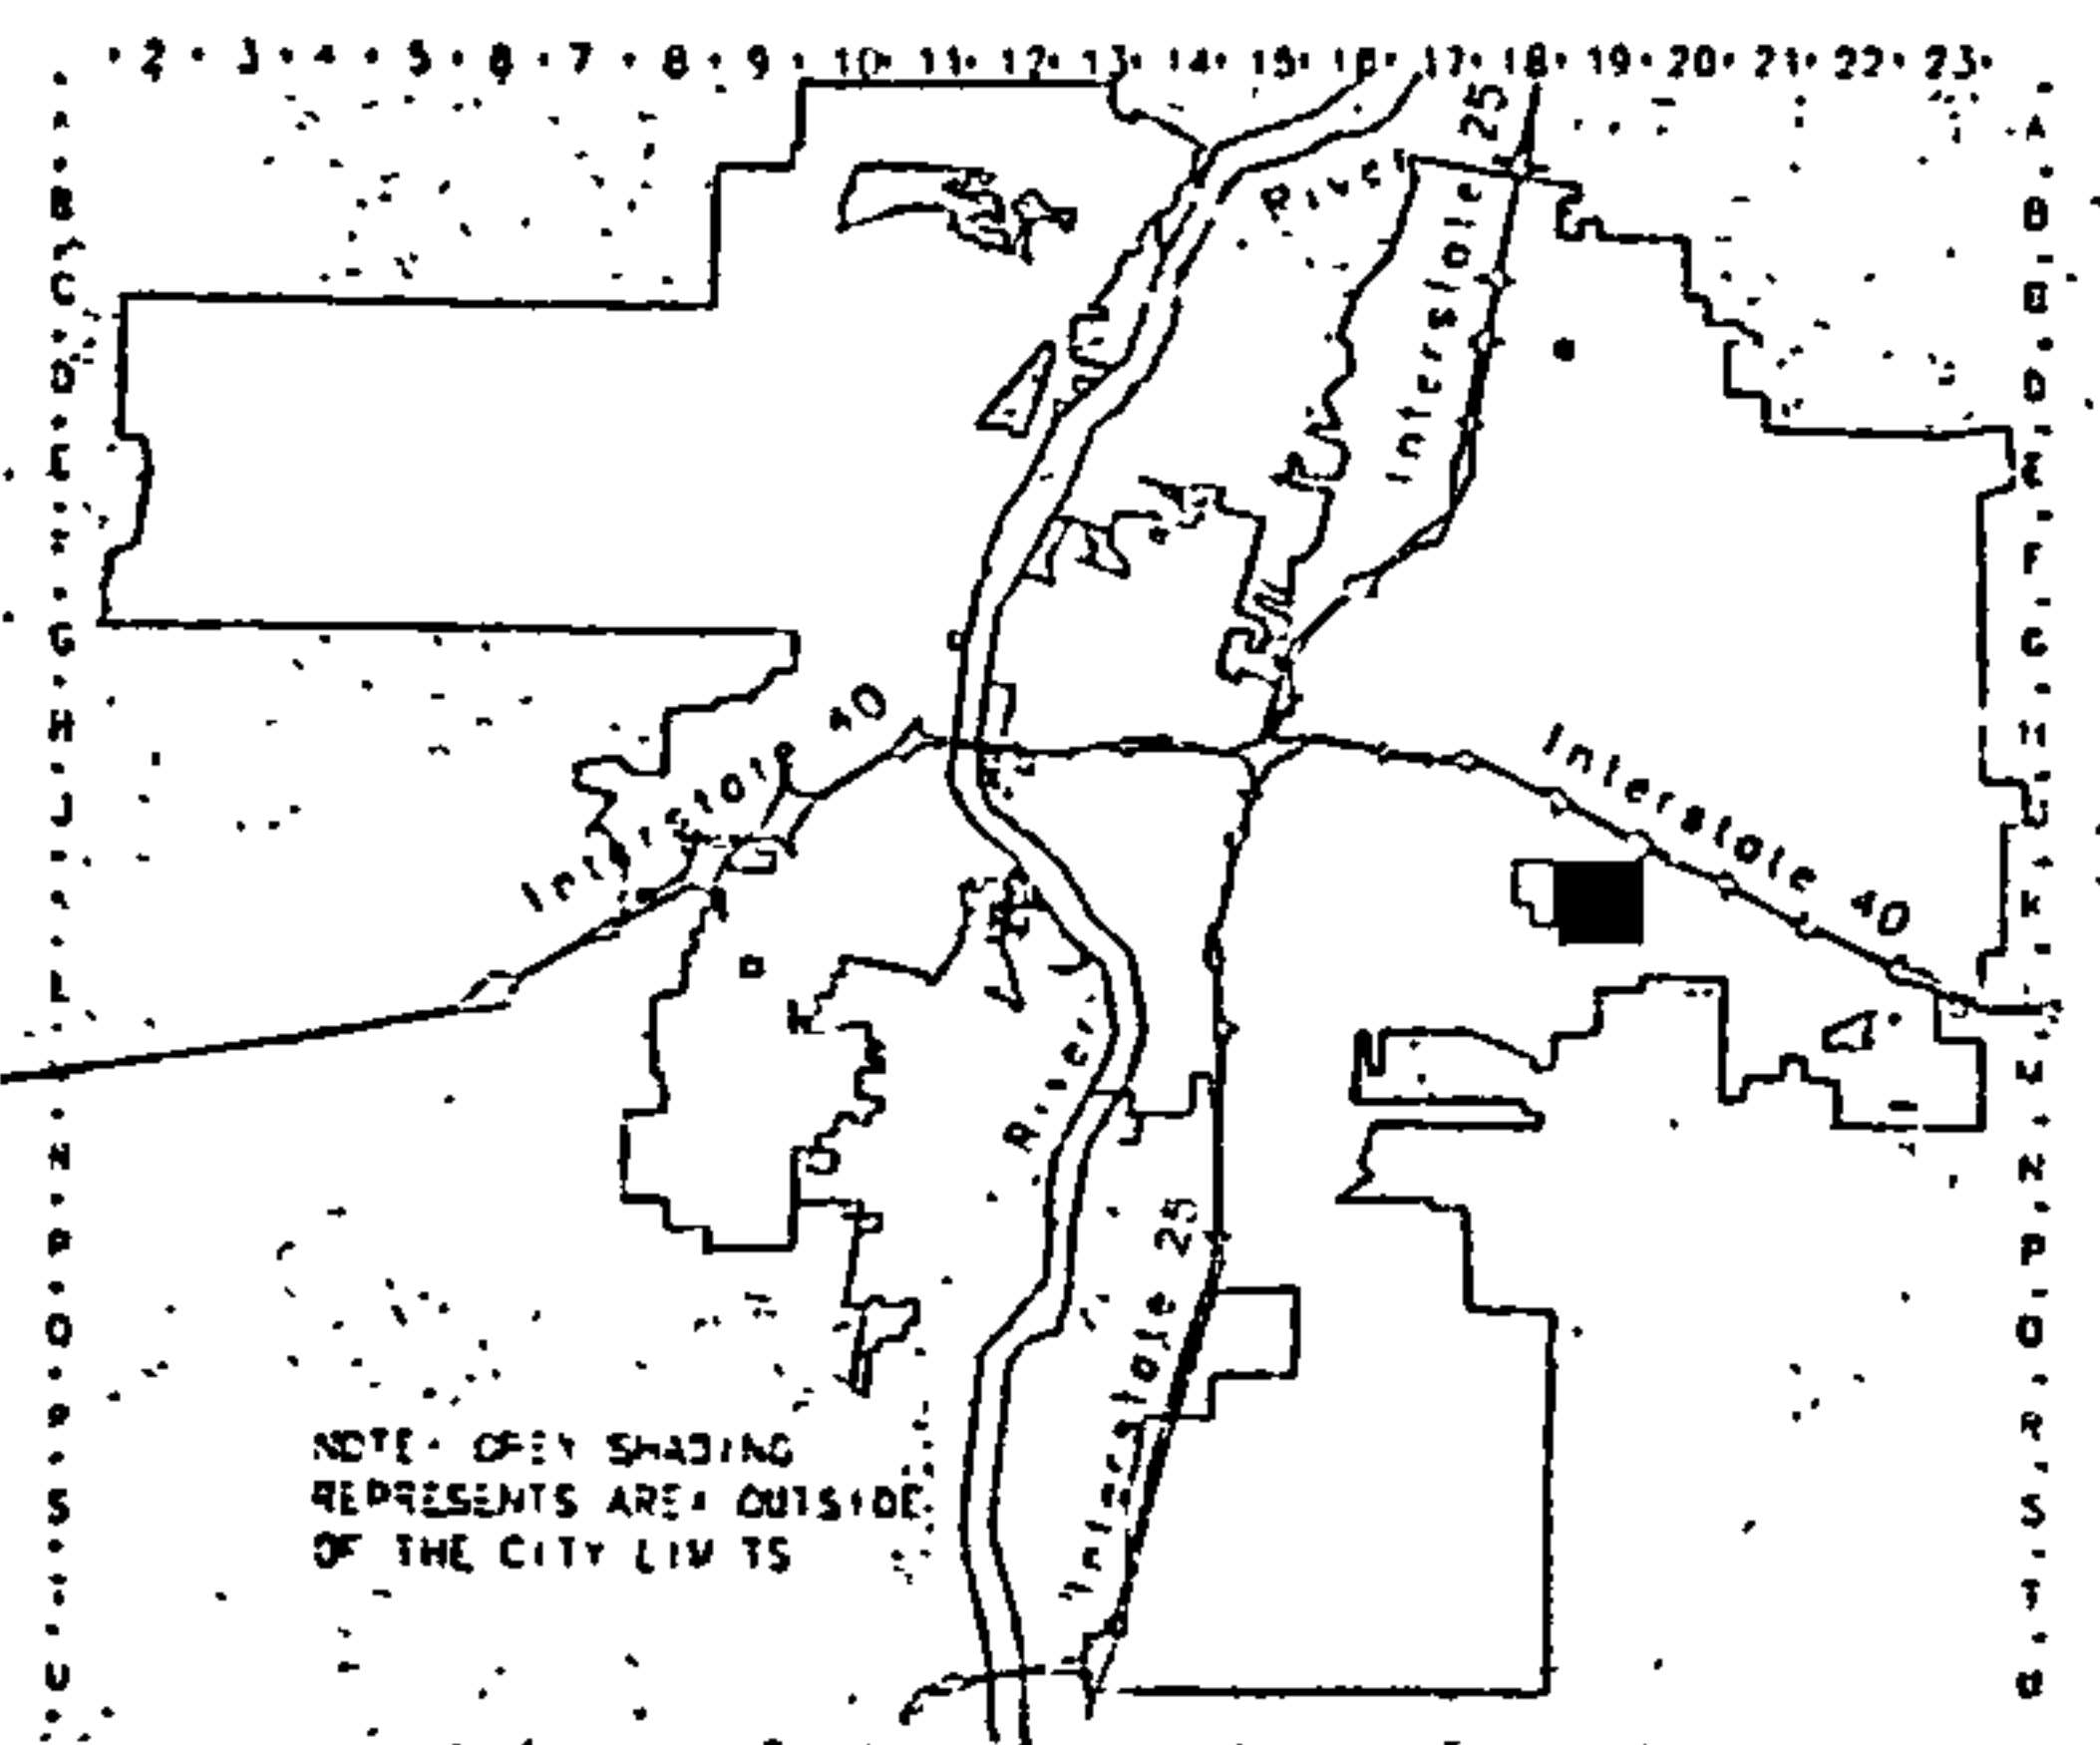 2 3 4 5 6 7 8 9 10 11 12 13 14 15 16 17 18 19 20 21 22 23
25
A
River
B
C
Interstate
D
E
F
G
H
40
Interstate 40
Interstate
J
K
L
River
N
P
Interstate 25
NOTE: OPEN SHADING
REPRESENTS AREA OUTSIDE
OF THE CITY LIMITS
R
S
T
U